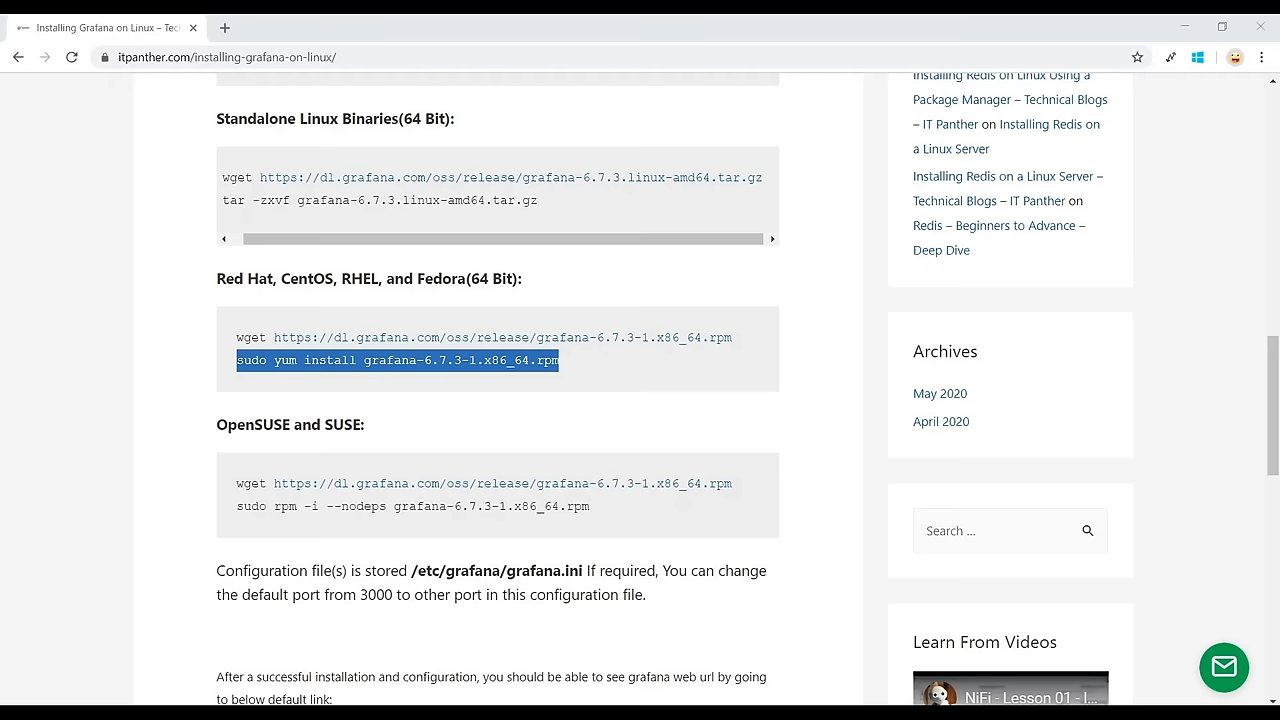 Installing Grafana on Linux – Tec
itpanther.com/installing-grafana-on-linux/
Standalone Linux Binaries(64 Bit):
wget https://dl.grafana.com/oss/release/grafana-6.7.3.linux-amd64.tar.gz
tar -zxvf grafana-6.7.3.linux-amd64.tar.gz
Red Hat, CentOS, RHEL, and Fedora(64 Bit):
wget https://dl.grafana.com/oss/release/grafana-6.7.3-1.x86_64.rpm
sudo yum install grafana-6.7.3-1.x86_64.rpm
OpenSUSE and SUSE:
wget https://dl.grafana.com/oss/release/grafana-6.7.3-1.x86_64.rpm
sudo rpm -i --nodeps grafana-6.7.3-1.x86_64.rpm
Configuration file(s) is stored /etc/grafana/grafana.ini If required, You can change
the default port from 3000 to other port in this configuration file.
After a successful installation and configuration, you should be able to see grafana web url by going
to below default link:
Installing Redis on Linux Using a
Package Manager – Technical Blogs
– IT Panther on Installing Redis on
a Linux Server
Installing Redis on a Linux Server –
Technical Blogs – IT Panther on
Redis – Beginners to Advance –
Deep Dive
Archives
May 2020
April 2020
Search ...
Learn From Videos
NiFi - Lesson 01 - I...